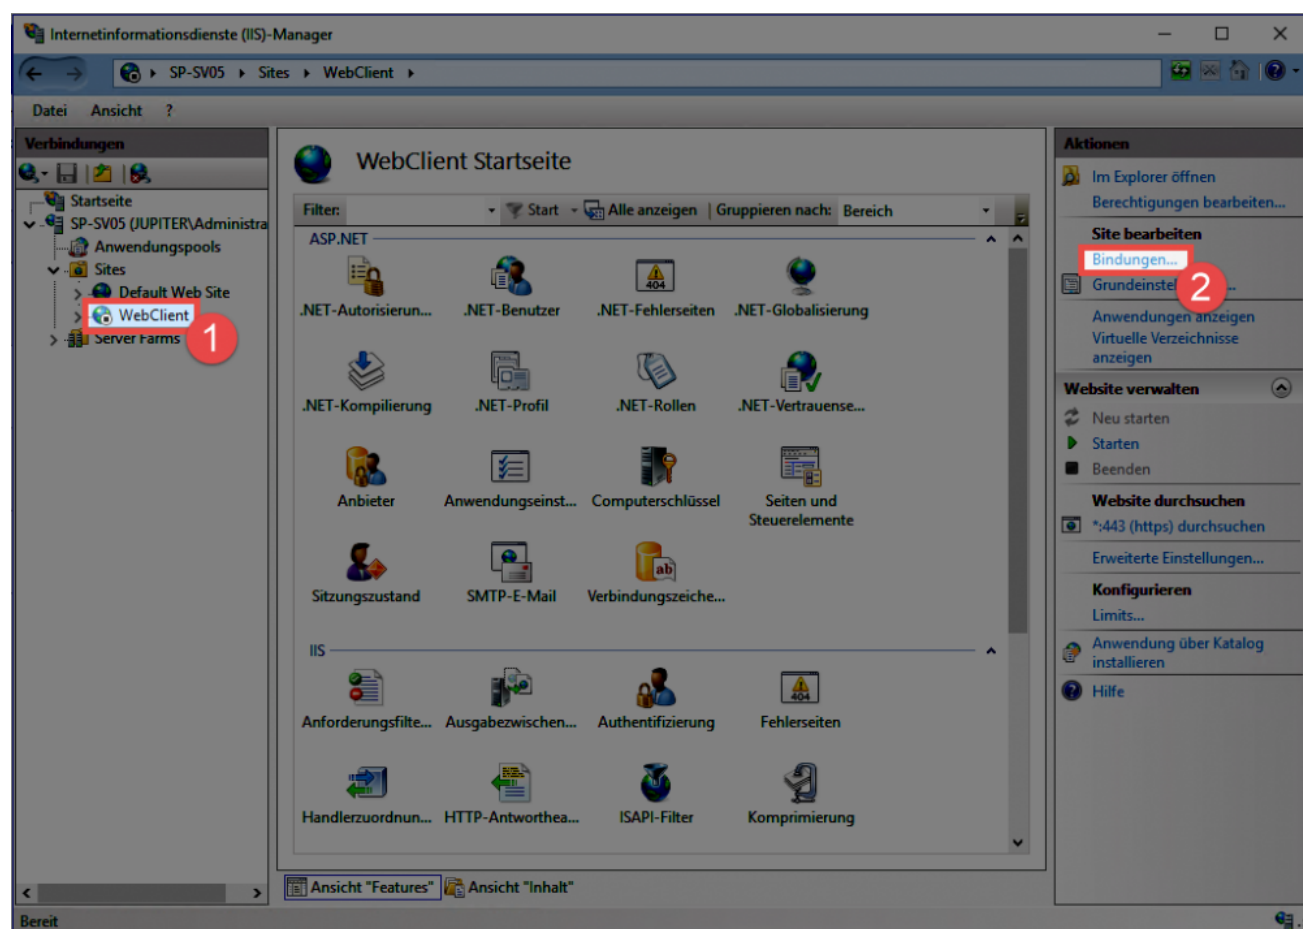 Internetinformationsdienste (IIS)-Manager
SP-SV05 Sites WebClient
Datei Ansicht ?
Verbindungen
Startseite
SP-SV05 (JUPITER\Administra
Anwendungspools
Sites
Default Web Site
WebClient
1
Server Farms
WebClient Startseite
Filter: Start Alle anzeigen Gruppieren nach: Bereich
ASP.NET
.NET-Autorisierun... .NET-Benutzer .NET-Fehlerseiten .NET-Globalisierung
.NET-Kompilierung .NET-Profil .NET-Rollen .NET-Vertrauense...
Anbieter Anwendungseinst... Computerschlüssel Seiten und
Steuerelemente
Sitzungszustand SMTP-E-Mail Verbindungszeiche...
IIS
Anforderungsfilte... Ausgabezwischen... Authentifizierung Fehlerseiten
Handlerzuordnun... HTTP-Antworthea... ISAPI-Filter Komprimierung
Ansicht "Features" Ansicht "Inhalt"
Aktionen
Im Explorer öffnen
Berechtigungen bearbeiten...
Site bearbeiten
Bindungen...
2
Grundeinstel ...
Anwendungen anzeigen
Virtuelle Verzeichnisse
anzeigen
Website verwalten
Neu starten
Starten
Beenden
Website durchsuchen
*:443 (https) durchsuchen
Erweiterte Einstellungen...
Konfigurieren
Limits...
Anwendung über Katalog
installieren
Hilfe
Bereit